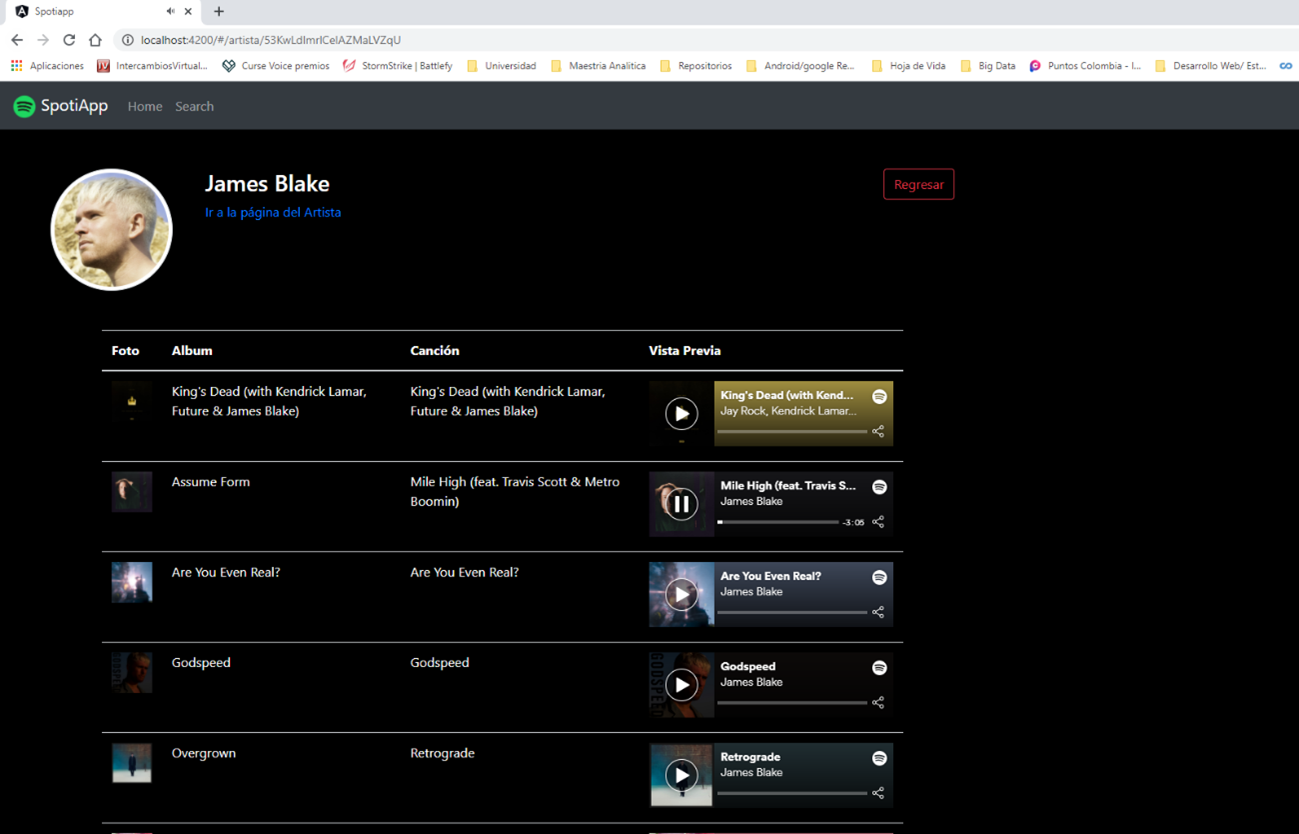 Spotiapp
localhost:4200/#/artista/53KwLdImrICelAZMaLVZqU
Aplicaciones IntercambiosVirtual... Curse Voice premios StormStrike | Battlefy Universidad Maestria Analitica Repositorios Android/google Re... Hoja de Vida Big Data Puntos Colombia - I... Desarrollo Web/ Est...
SpotiApp Home Search
James Blake
Regresar
Ir a la página del Artista
Foto Album Canción Vista Previa
King's Dead (with Kendrick Lamar, King's Dead (with Kendrick Lamar, King's Dead (with Kend...
Future & James Blake) Future & James Blake) Jay Rock, Kendrick Lamar...
Assume Form Mile High (feat. Travis Scott & Metro Mile High (feat. Travis S...
Boomin) James Blake
-3:05
Are You Even Real? Are You Even Real? Are You Even Real?
James Blake
Godspeed Godspeed GODSPEED Godspeed
James Blake
Overgrown Retrograde Retrograde
James Blake